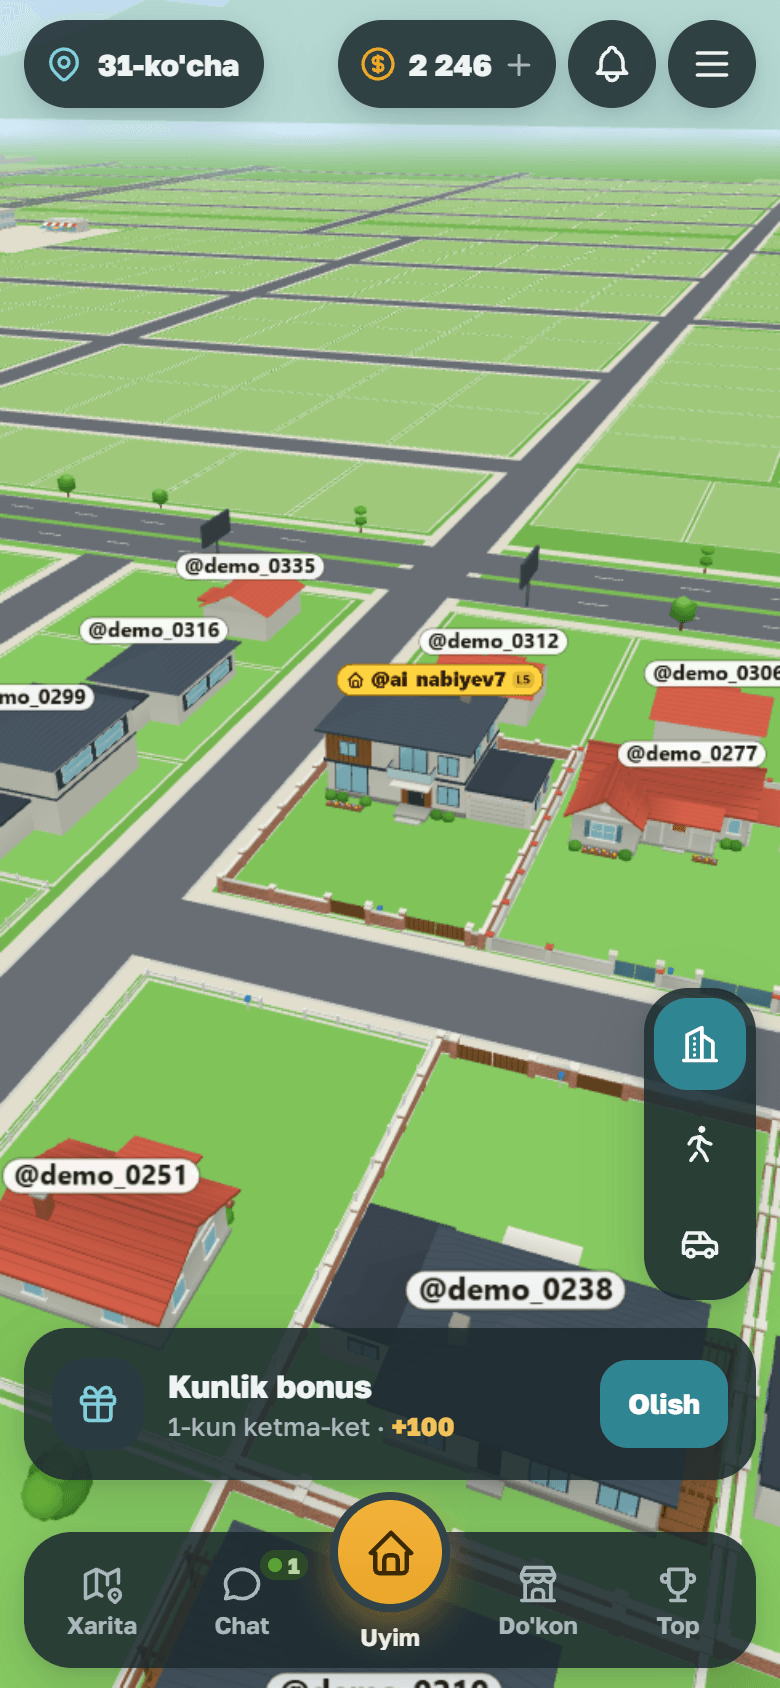 31-ko'cha
2 246
@demo_0335
@demo_0316
@demo_0312
@demo_0306
@ai nabiyev7 L5
mo_0299
@demo_0277
@demo_0251
@demo_0238
Kunlik bonus
1-kun ketma-ket · +100
Olish
1
Xarita
Chat
Uyim
Do'kon
Top